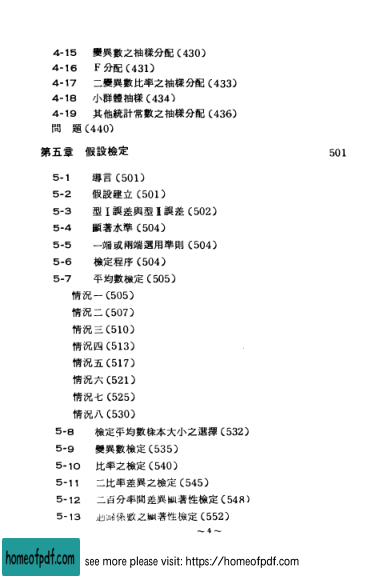 4-15 變異數之抽樣分配(430)
4-16 F分配(431)
4-17 二變異數比率之抽樣分配(433)
4-18 小群體抽樣(434)
4-19 其他統計常數之抽樣分配(436)
問 題(440)
第五章 假設檢定 501
5-1 導言(501)
5-2 假設建立(501)
5-3 型Ⅰ誤差與型Ⅱ誤差(502)
5-4 顯著水準(504)
5-5 一端或兩端選用準則(504)
5-6 檢定程序(504)
5-7 平均數檢定(505)
情況一(505)
情況二(507)
情況三(510)
情況四(513)
情況五(517)
情況六(521)
情況七(525)
情況八(530)
5-8 檢定平均數樣本大小之選擇(532)
5-9 變異數檢定(535)
5-10 比率之檢定(540)
5-11 二比率差異之檢定(545)
5-12 二百分率間差異顯著性檢定(548)
5-13 係數之顯著性檢定(552)
~4~
homeofpdf.com see more please visit: https://homeofpdf.com